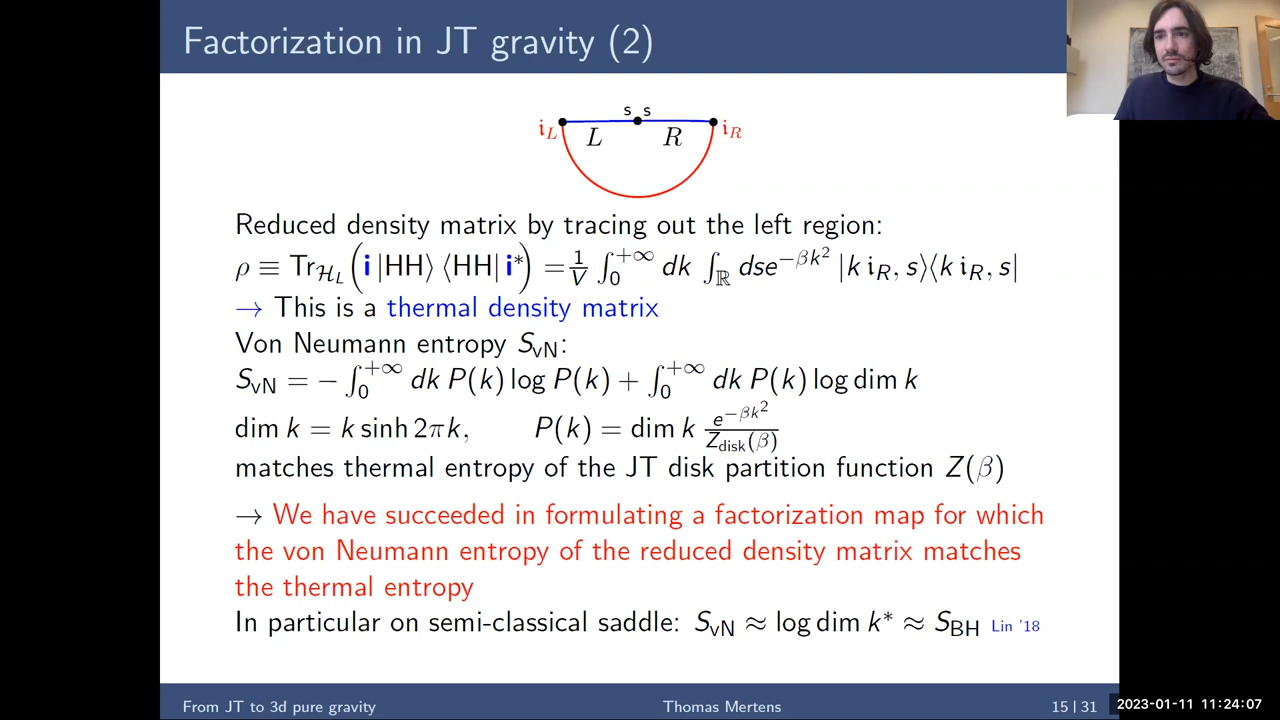 Factorization in JT gravity (2)
s s
i_L L R i_R
Reduced density matrix by tracing out the left region:
ρ ≡ Tr_{H_L} (i |HH⟩ ⟨HH| i*) = 1/V ∫_0^{+∞} dk ∫_ℝ ds e^{−βk²} |k i_R, s⟩⟨k i_R, s|
→ This is a thermal density matrix
Von Neumann entropy S_vN:
S_vN = − ∫_0^{+∞} dk P(k) log P(k) + ∫_0^{+∞} dk P(k) log dim k
dim k = k sinh 2πk, P(k) = dim k e^{−βk²}/Z_disk(β)
matches thermal entropy of the JT disk partition function Z(β)
→ We have succeeded in formulating a factorization map for which
the von Neumann entropy of the reduced density matrix matches
the thermal entropy
In particular on semi-classical saddle: S_vN ≈ log dim k* ≈ S_BH Lin '18
From JT to 3d pure gravity Thomas Mertens 15 / 31
2023-01-11 11:24:07